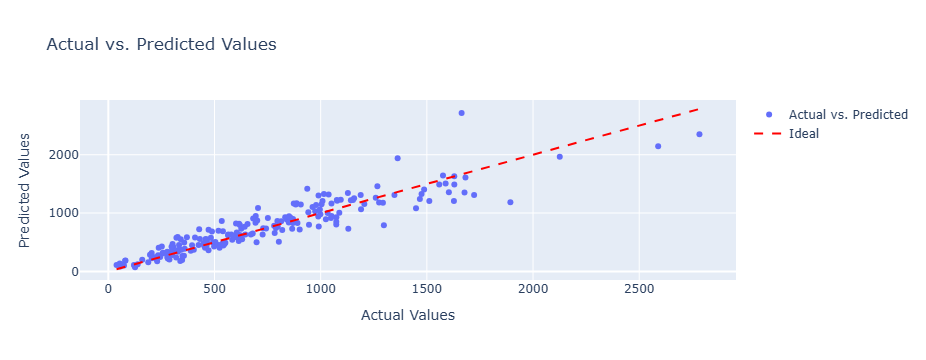 Actual vs. Predicted Values
Actual vs. Predicted
Ideal
Predicted Values
2000
1000
0
0
500
1000
1500
2000
2500
Actual Values